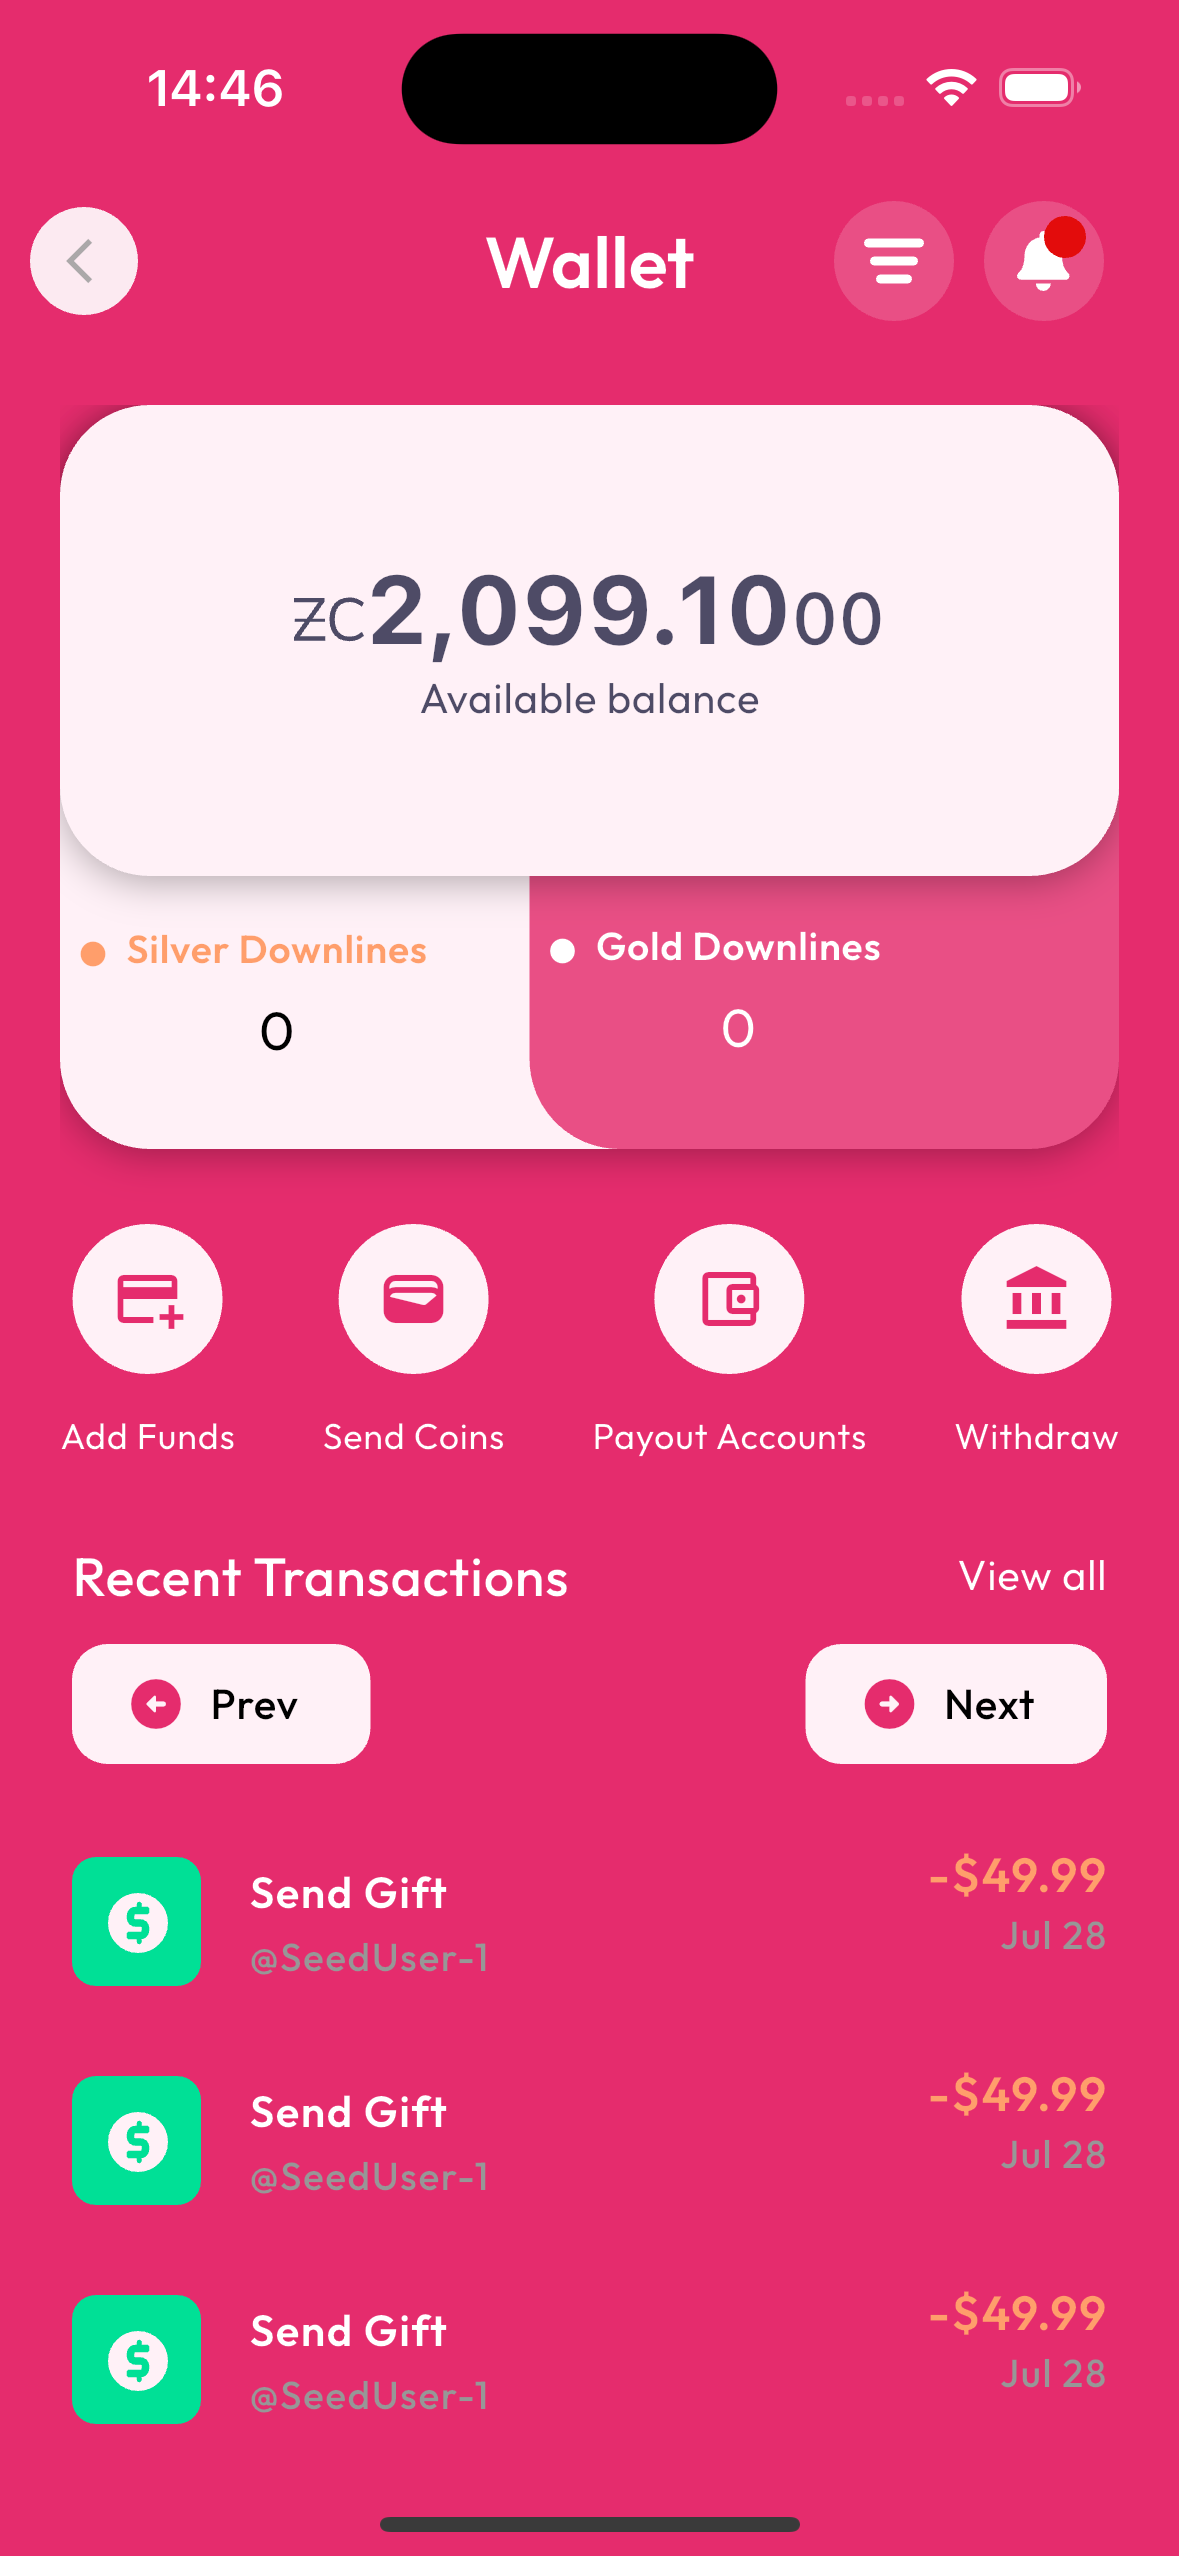 14:46
Wallet
ƵC2,099.1000
Available balance
Silver Downlines
Gold Downlines
0
0
Add Funds
Send Coins
Payout Accounts
Withdraw
Recent Transactions
View all
Prev
Next
Send Gift
-$49.99
@SeedUser-1
Jul 28
Send Gift
-$49.99
@SeedUser-1
Jul 28
Send Gift
-$49.99
@SeedUser-1
Jul 28